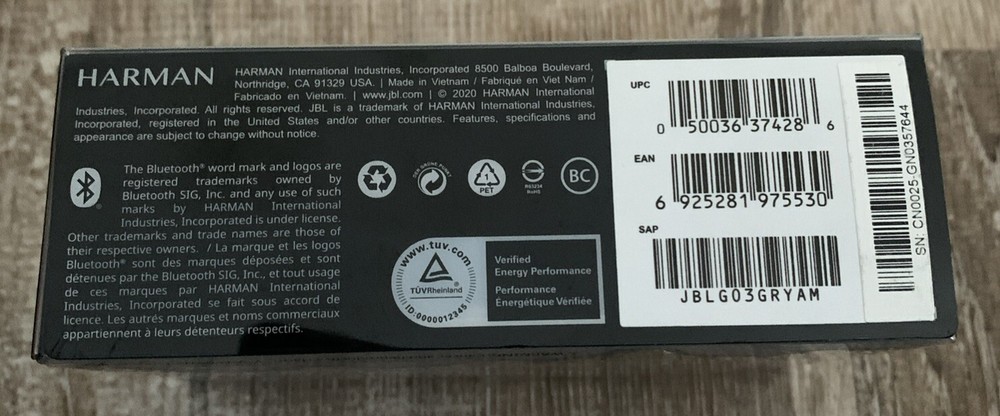 HARMAN
HARMAN International Industries, Incorporated 8500 Balboa Boulevard,
Northridge, CA 91329 USA. | Made in Vietnam / Fabriqué en Viet Nam /
Fabricado en Vietnam. | www.jbl.com | © 2020 HARMAN International
Industries, Incorporated. All rights reserved. JBL is a trademark of HARMAN International Industries,
Incorporated, registered in the United States and/or other countries. Features, specifications and
appearance are subject to change without notice.
The Bluetooth® word mark and logos are
registered trademarks owned by
Bluetooth SIG, Inc. and any use of such
marks by HARMAN International
Industries, Incorporated is under license.
Other trademarks and trade names are those of
their respective owners. / La marque et les logos
Bluetooth® sont des marques déposées et sont
détenues par the Bluetooth SIG, Inc., et tout usage
de ces marques par HARMAN International
Industries, Incorporated se fait sous accord de
licence. Les autres marques et noms commerciaux
appartiennent à leurs détenteurs respectifs.
DER GRÜNE PUNKT
1
PET
R63254
RoHS
BC
www.tuv.com
TÜVRheinland
ID:0000012345
Verified
Energy Performance
Performance
Énergétique Vérifiée
UPC
0 50036 37428 6
EAN
6 925281 975530
SAP
JBLGO3GRYAM
SN: CN0025-GN0357644